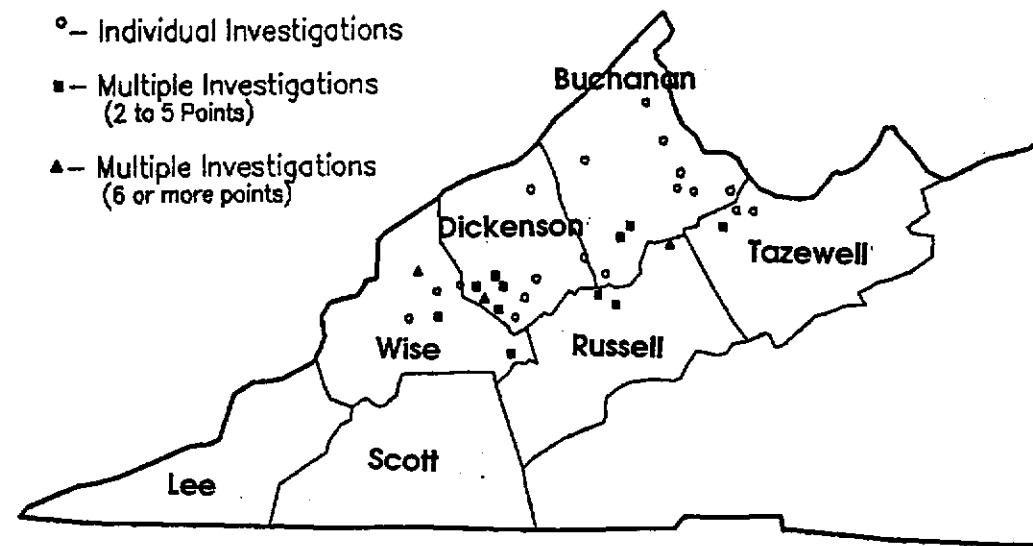 – Individual Investigations
– Multiple Investigations
(2 to 5 Points)
– Multiple Investigations
(6 or more points)
Buchanan
Dickenson
Tazewell
Wise
Russell
Scott
Lee